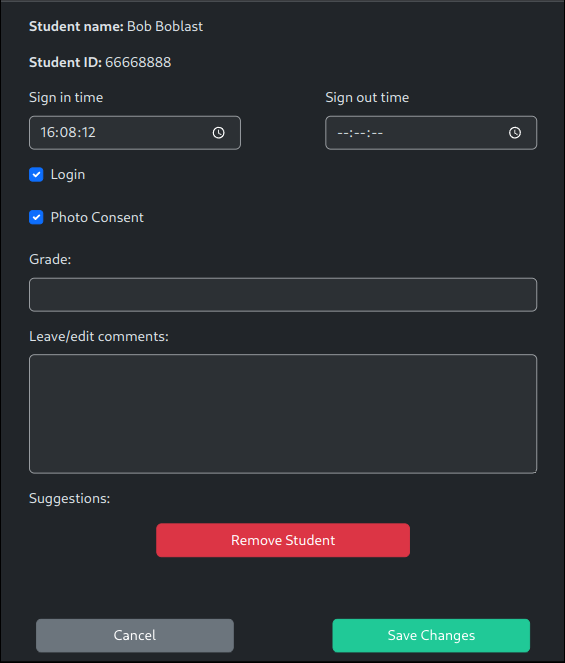 Student name: Bob Boblast
Student ID: 66668888
Sign in time Sign out time
16:08:12 --:--:--
Login
Photo Consent
Grade:
Leave/edit comments:
Suggestions:
Remove Student
Cancel Save Changes